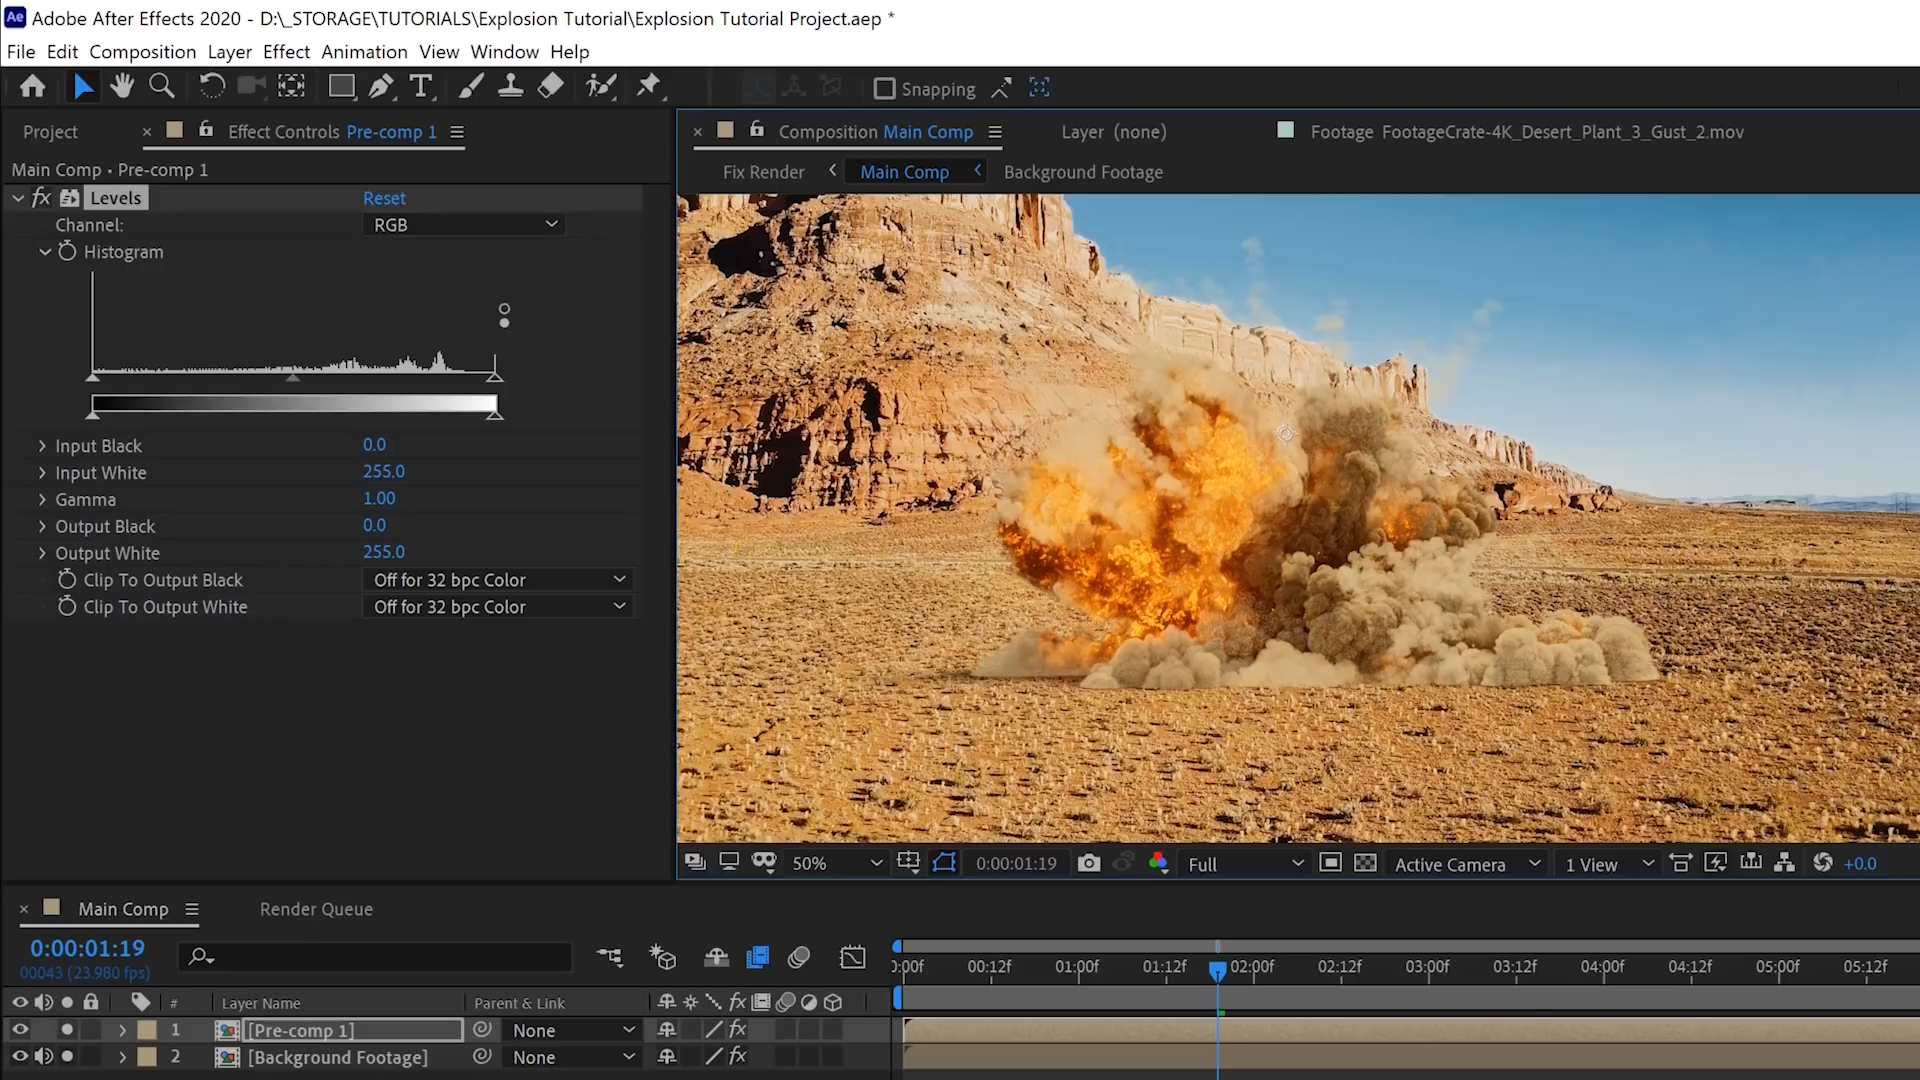 Adobe After Effects 2020 - D:\_STORAGE\TUTORIALS\Explosion Tutorial\Explosion Tutorial Project.aep *
File Edit Composition Layer Effect Animation View Window Help
Snapping
Project
Effect Controls Pre-comp 1
Composition Main Comp
Layer (none)
Footage FootageCrate-4K_Desert_Plant_3_Gust_2.mov
Main Comp • Pre-comp 1
Fix Render
Main Comp
Background Footage
fx Levels Reset
Channel: RGB
Histogram
Input Black 0.0
Input White 255.0
Gamma 1.00
Output Black 0.0
Output White 255.0
Clip To Output Black Off for 32 bpc Color
Clip To Output White Off for 32 bpc Color
50% 0:00:01:19 Full Active Camera 1 View +0.0
Main Comp
Render Queue
0:00:01:19
00043 (23.980 fps)
0:00f 00:12f 01:00f 01:12f 02:00f 02:12f 03:00f 03:12f 04:00f 04:12f 05:00f 05:12f
# Layer Name Parent & Link fx
1 [Pre-comp 1] None fx
2 [Background Footage] None fx